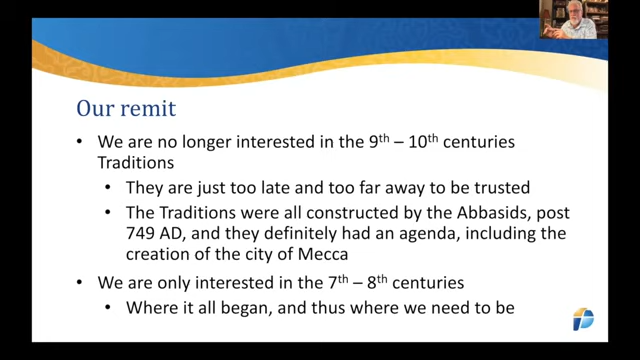 Our remit
• We are no longer interested in the 9th – 10th centuries
Traditions
• They are just too late and too far away to be trusted
• The Traditions were all constructed by the Abbasids, post
749 AD, and they definitely had an agenda, including the
creation of the city of Mecca
• We are only interested in the 7th – 8th centuries
• Where it all began, and thus where we need to be